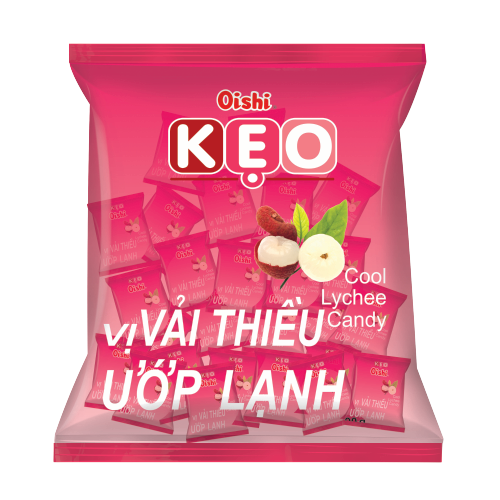 Oishi
KẸO
Cool
Lychee
Candy
VỊ VẢI THIỀU
ƯỚP LẠNH